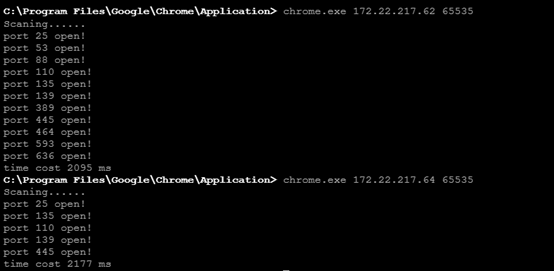 C:\Program Files\Google\Chrome\Application> chrome.exe 172.22.217.62 65535
Scaning......
port 25 open!
port 53 open!
port 88 open!
port 110 open!
port 135 open!
port 139 open!
port 389 open!
port 445 open!
port 464 open!
port 593 open!
port 636 open!
time cost 2095 ms
C:\Program Files\Google\Chrome\Application> chrome.exe 172.22.217.64 65535
Scaning......
port 25 open!
port 135 open!
port 110 open!
port 139 open!
port 445 open!
time cost 2177 ms